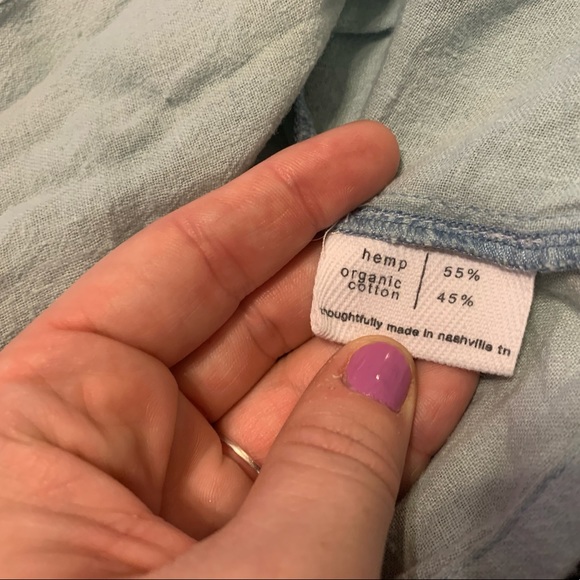 hemp 55%
organic cotton 45%
thoughtfully made in nashville tn